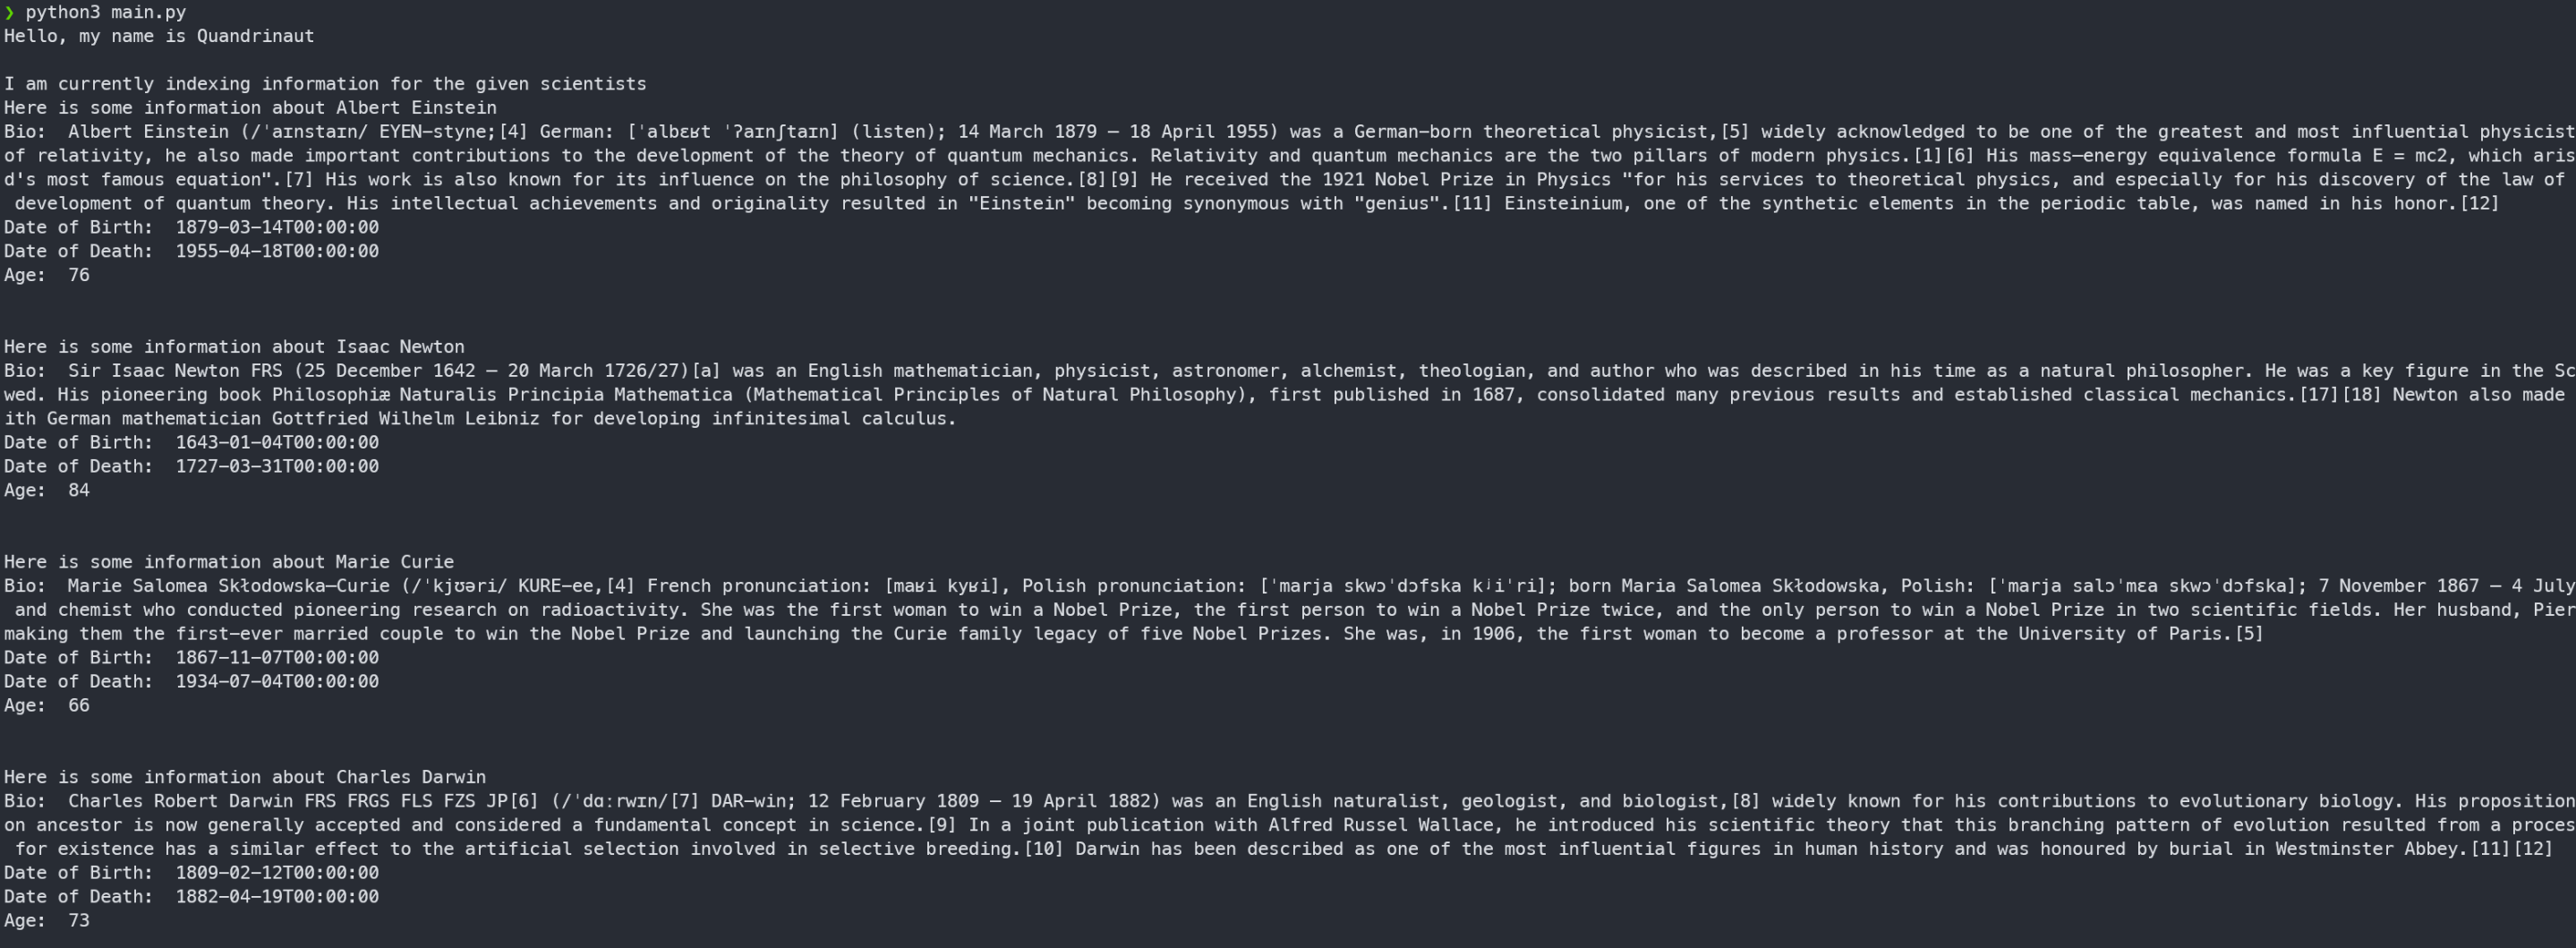 ❯ python3 main.py
Hello, my name is Quandrinaut
I am currently indexing information for the given scientists
Here is some information about Albert Einstein
Bio:  Albert Einstein (/ˈaɪnstaɪn/ EYEN-styne;[4] German: [ˈalbɛʁt ˈʔaɪnʃtaɪn] (listen); 14 March 1879 – 18 April 1955) was a German-born theoretical physicist,[5] widely acknowledged to be one of the greatest and most influential physicist
of relativity, he also made important contributions to the development of the theory of quantum mechanics. Relativity and quantum mechanics are the two pillars of modern physics.[1][6] His mass–energy equivalence formula E = mc2, which aris
d's most famous equation".[7] His work is also known for its influence on the philosophy of science.[8][9] He received the 1921 Nobel Prize in Physics "for his services to theoretical physics, and especially for his discovery of the law of
development of quantum theory. His intellectual achievements and originality resulted in "Einstein" becoming synonymous with "genius".[11] Einsteinium, one of the synthetic elements in the periodic table, was named in his honor.[12]
Date of Birth:  1879-03-14T00:00:00
Date of Death:  1955-04-18T00:00:00
Age:  76
Here is some information about Isaac Newton
Bio:  Sir Isaac Newton FRS (25 December 1642 – 20 March 1726/27)[a] was an English mathematician, physicist, astronomer, alchemist, theologian, and author who was described in his time as a natural philosopher. He was a key figure in the Sc
wed. His pioneering book Philosophiæ Naturalis Principia Mathematica (Mathematical Principles of Natural Philosophy), first published in 1687, consolidated many previous results and established classical mechanics.[17][18] Newton also made
ith German mathematician Gottfried Wilhelm Leibniz for developing infinitesimal calculus.
Date of Birth:  1643-01-04T00:00:00
Date of Death:  1727-03-31T00:00:00
Age:  84
Here is some information about Marie Curie
Bio:  Marie Salomea Skłodowska–Curie (/ˈkjʊəri/ KURE-ee,[4] French pronunciation: [maʁi kyʁi], Polish pronunciation: [ˈmarja skwɔˈdɔfska kʲiˈri]; born Maria Salomea Skłodowska, Polish: [ˈmarja salɔˈmɛa skwɔˈdɔfska]; 7 November 1867 – 4 July
and chemist who conducted pioneering research on radioactivity. She was the first woman to win a Nobel Prize, the first person to win a Nobel Prize twice, and the only person to win a Nobel Prize in two scientific fields. Her husband, Pier
making them the first-ever married couple to win the Nobel Prize and launching the Curie family legacy of five Nobel Prizes. She was, in 1906, the first woman to become a professor at the University of Paris.[5]
Date of Birth:  1867-11-07T00:00:00
Date of Death:  1934-07-04T00:00:00
Age:  66
Here is some information about Charles Darwin
Bio:  Charles Robert Darwin FRS FRGS FLS FZS JP[6] (/ˈdɑːrwɪn/[7] DAR-win; 12 February 1809 – 19 April 1882) was an English naturalist, geologist, and biologist,[8] widely known for his contributions to evolutionary biology. His proposition
on ancestor is now generally accepted and considered a fundamental concept in science.[9] In a joint publication with Alfred Russel Wallace, he introduced his scientific theory that this branching pattern of evolution resulted from a proces
for existence has a similar effect to the artificial selection involved in selective breeding.[10] Darwin has been described as one of the most influential figures in human history and was honoured by burial in Westminster Abbey.[11][12]
Date of Birth:  1809-02-12T00:00:00
Date of Death:  1882-04-19T00:00:00
Age:  73